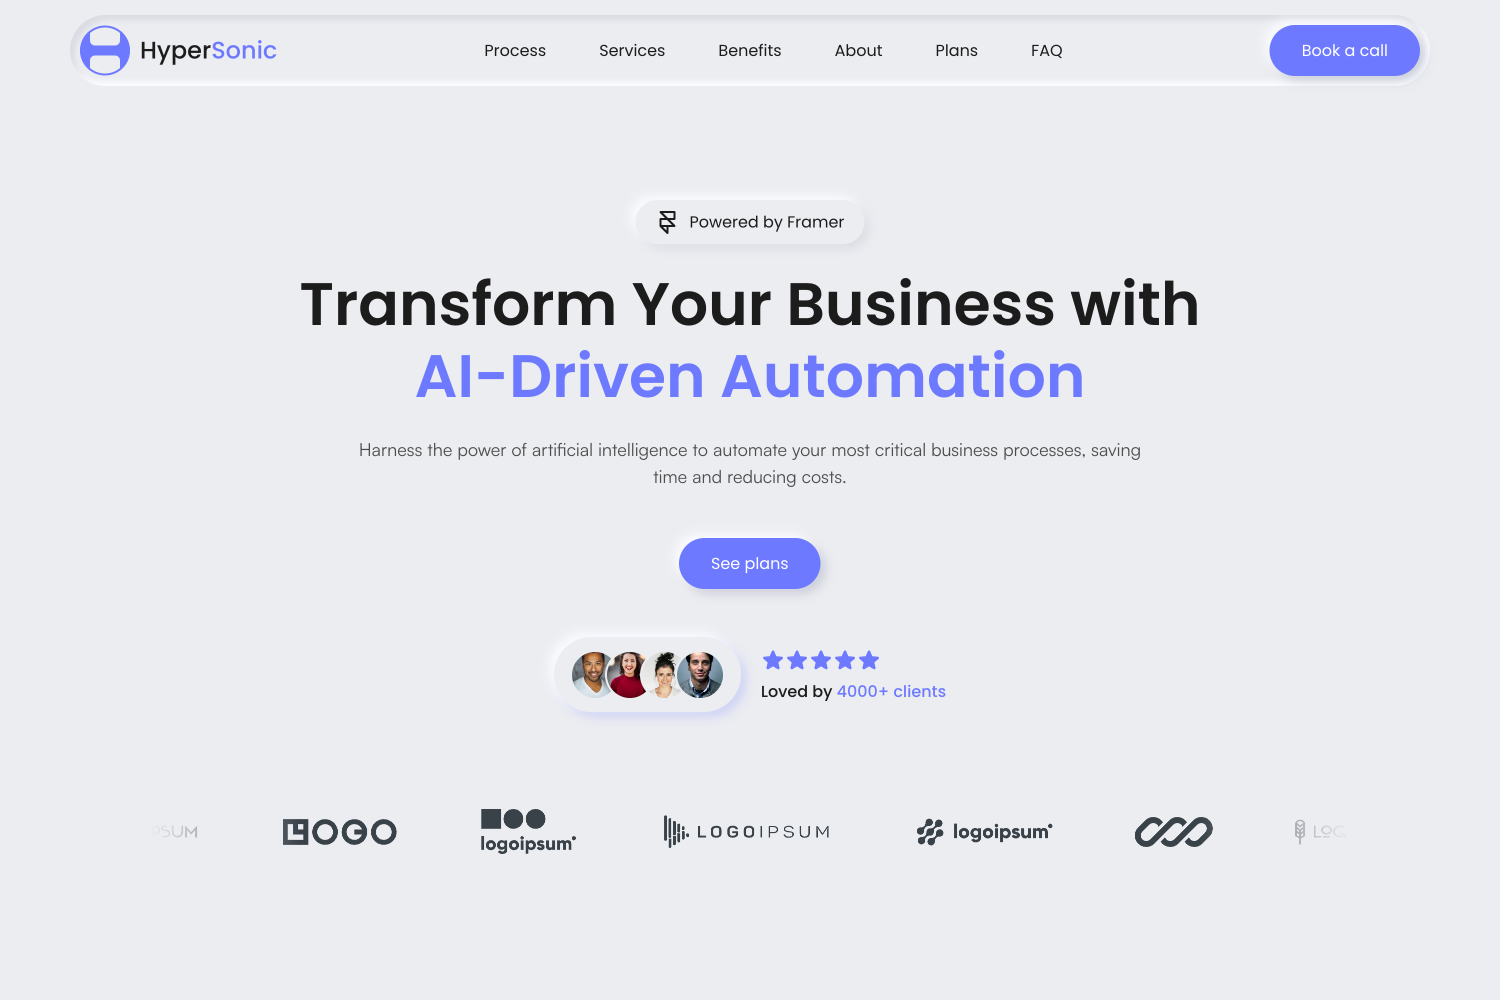 HyperSonic
Process
Services
Benefits
About
Plans
FAQ
Book a call
Powered by Framer
Transform Your Business with
AI-Driven Automation
Harness the power of artificial intelligence to automate your most critical business processes, saving
time and reducing costs.
See plans
Loved by 4000+ clients
PSUM
LOGO
logoipsum
LOGOIPSUM
logoipsum
LOG